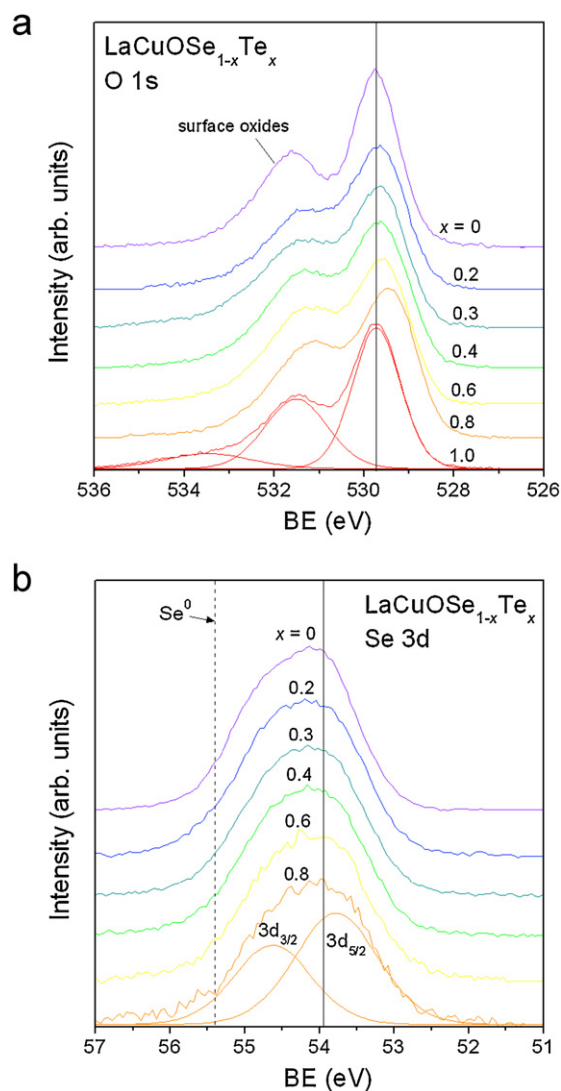 a
LaCuOSe₁₋ₓTeₓ
O 1s
surface oxides
x = 0
0.2
0.3
0.4
0.6
0.8
1.0
Intensity (arb. units)
536 534 532 530 528 526
BE (eV)
b
LaCuOSe₁₋ₓTeₓ
Se 3d
Se⁰
x = 0
0.2
0.3
0.4
0.6
0.8
3d₃/₂
3d₅/₂
Intensity (arb. units)
57 56 55 54 53 52 51
BE (eV)